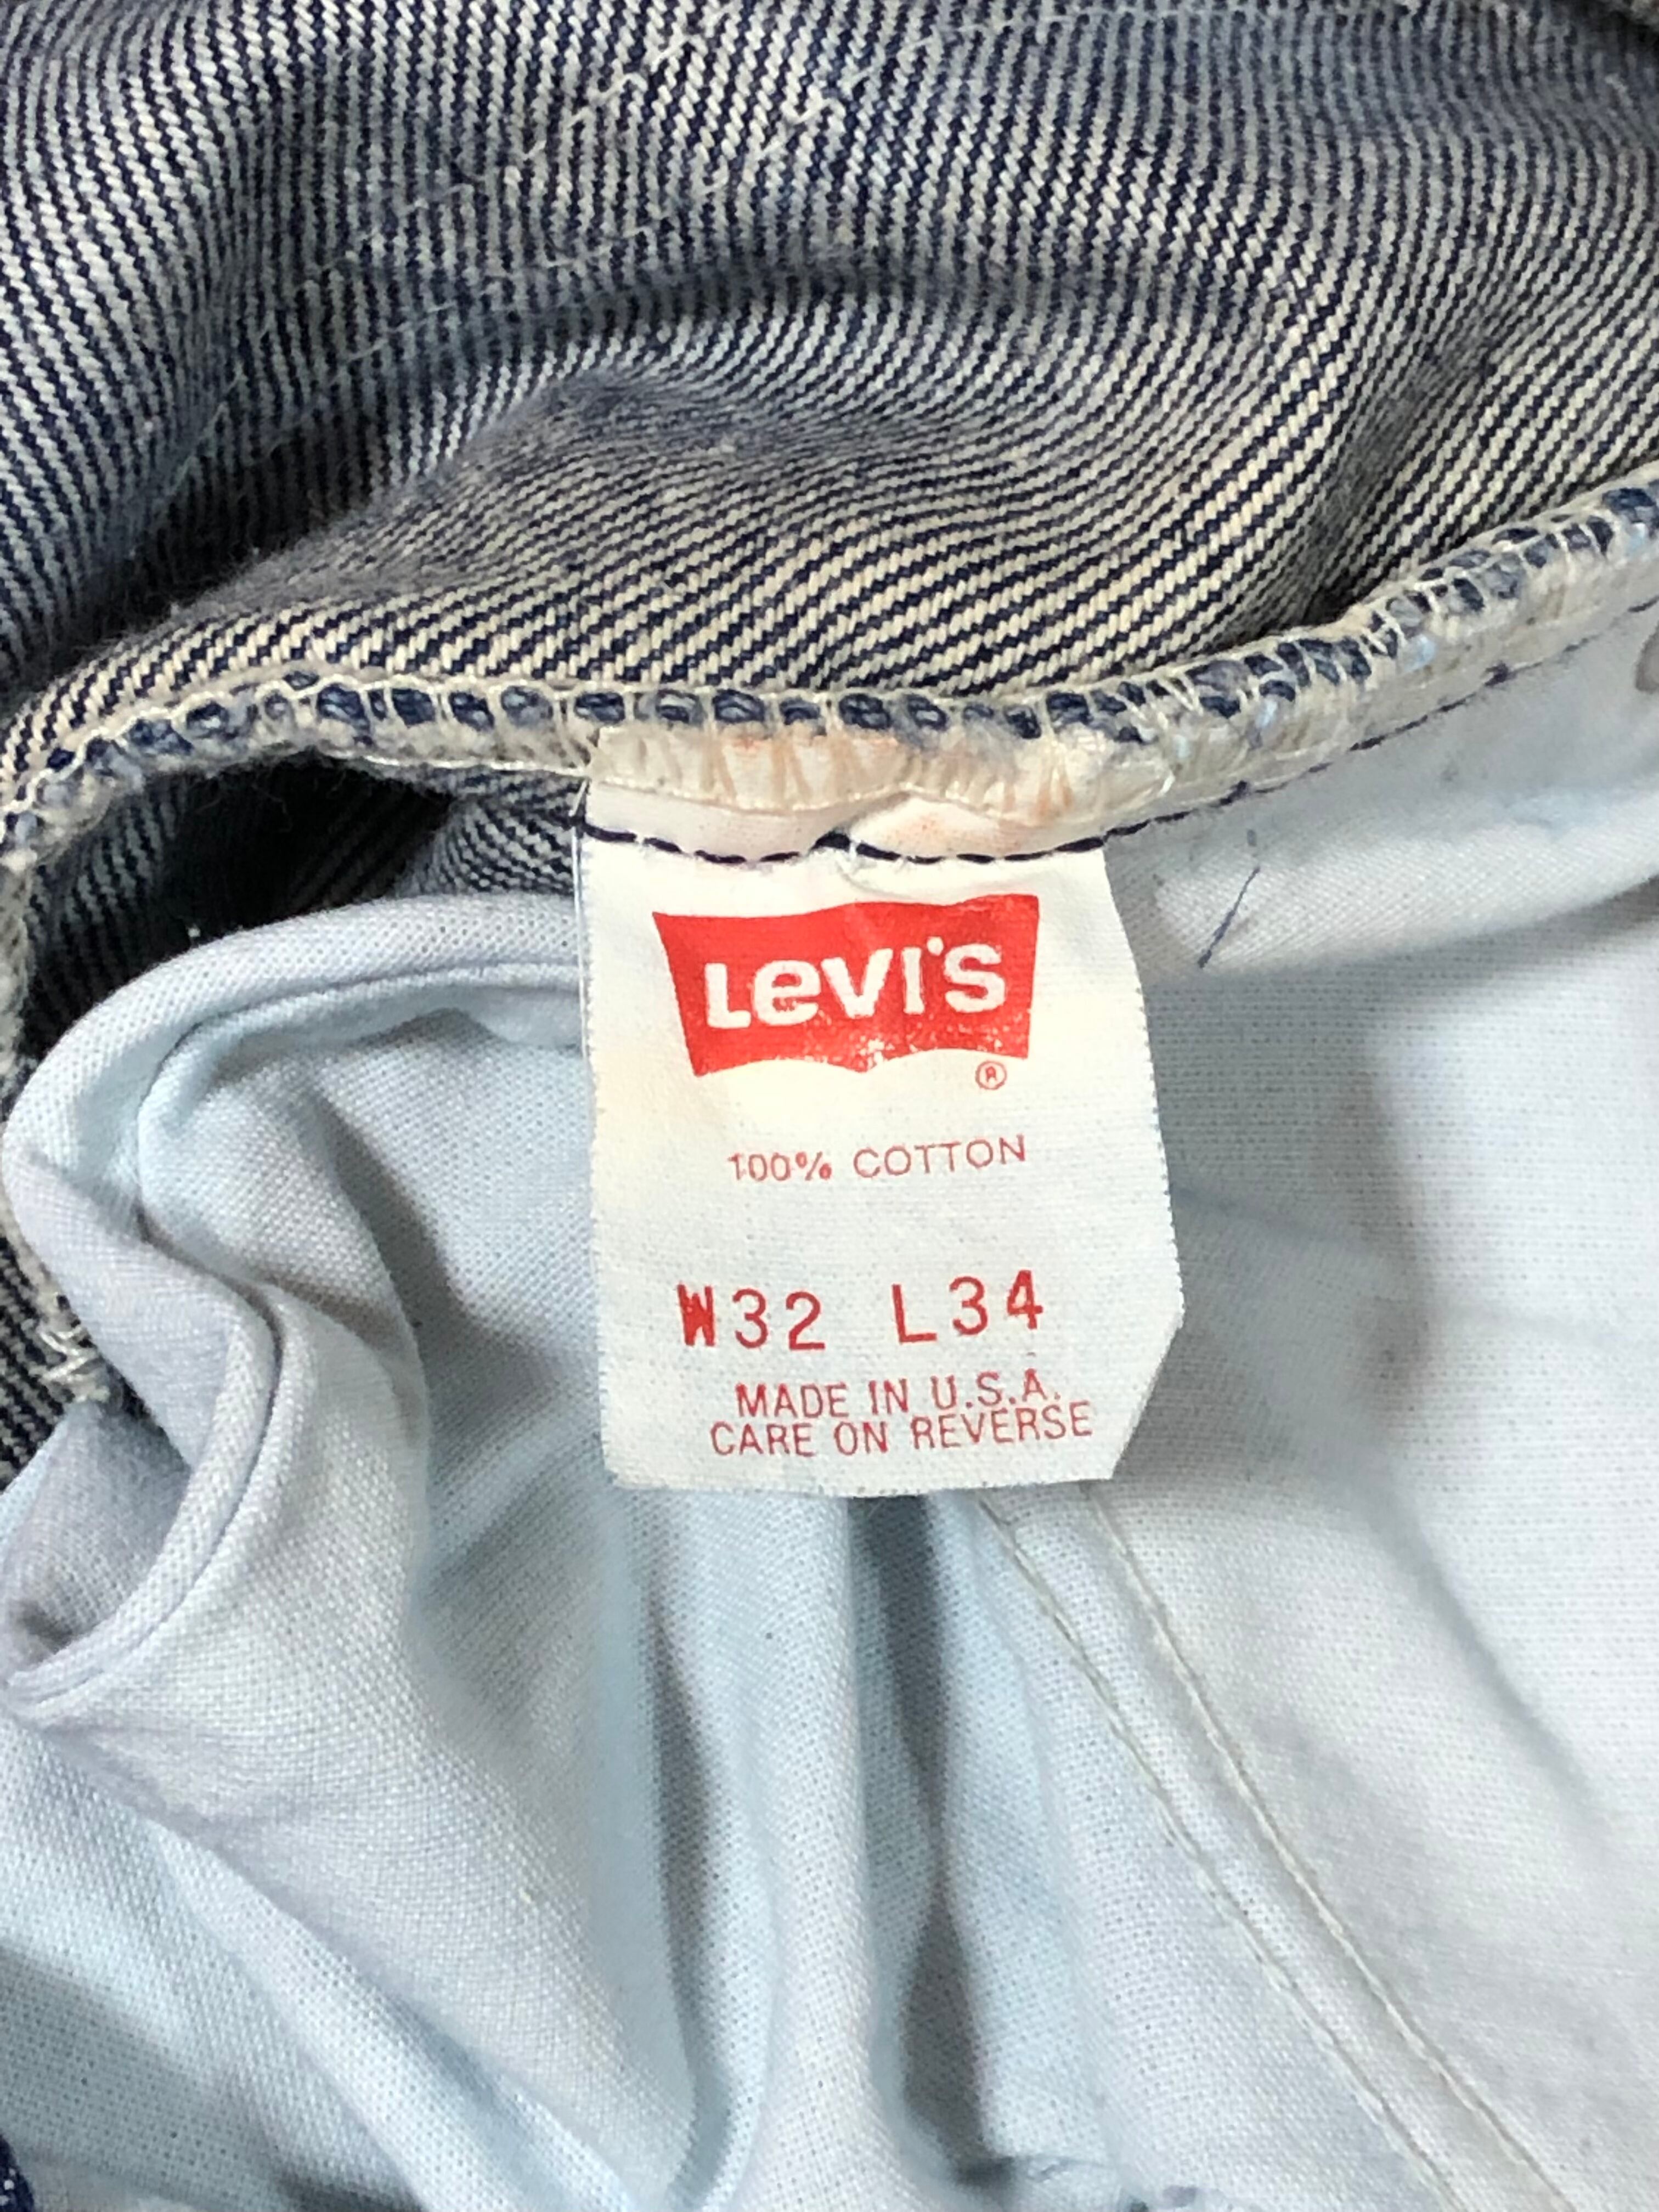 Levi's
®
100% COTTON
W32 L34
MADE IN U.S.A.
CARE ON REVERSE